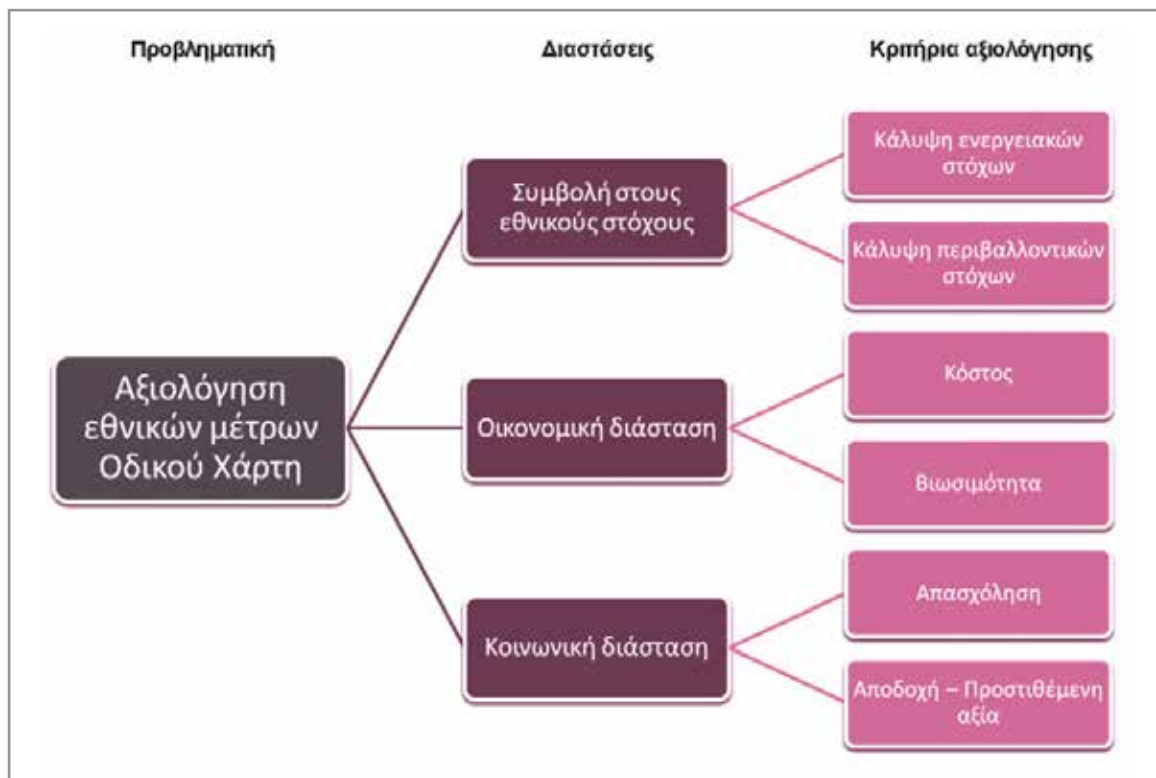 Προβληματική
Διαστάσεις
Κριτήρια αξιολόγησης
Αξιολόγηση
εθνικών μέτρων
Οδικού Χάρτη
Συμβολή στους
εθνικούς στόχους
Οικονομική διάσταση
Κοινωνική διάσταση
Κάλυψη ενεργειακών
στόχων
Κάλυψη περιβαλλοντικών
στόχων
Κόστος
Βιωσιμότητα
Απασχόληση
Αποδοχή – Προστιθέμενη
αξία